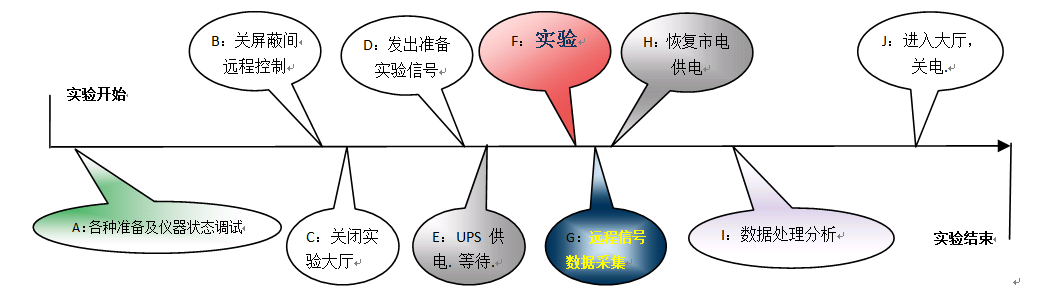 B：关屏蔽间
远程控制
D：发出准备
实验信号
F：实验
H：恢复市电
供电
J：进入大厅，
关电.
实验开始
A：各种准备及仪器状态调试
C：关闭实
验大厅
E：UPS 供
电. 等待.
G：远程信号
数据采集
I：数据处理分析
实验结束